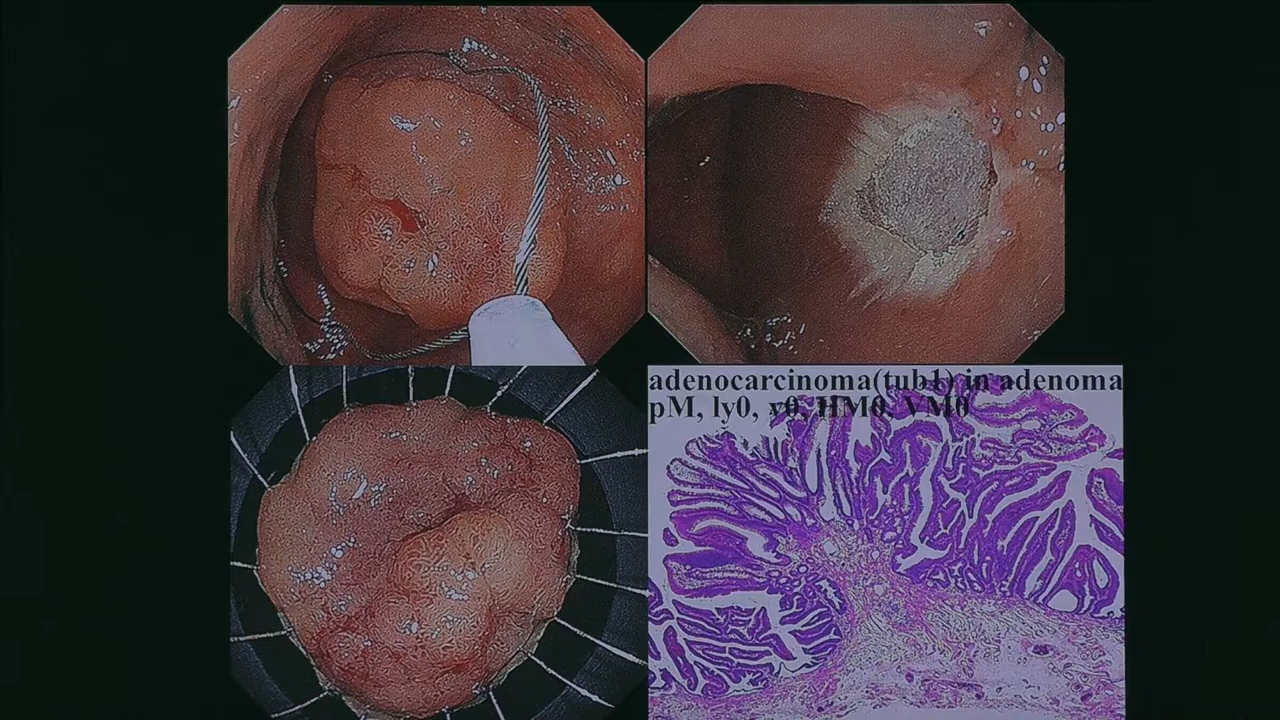 adenocarcinoma(tub1) in adenoma
pM, ly0, v0, HM0, VM0